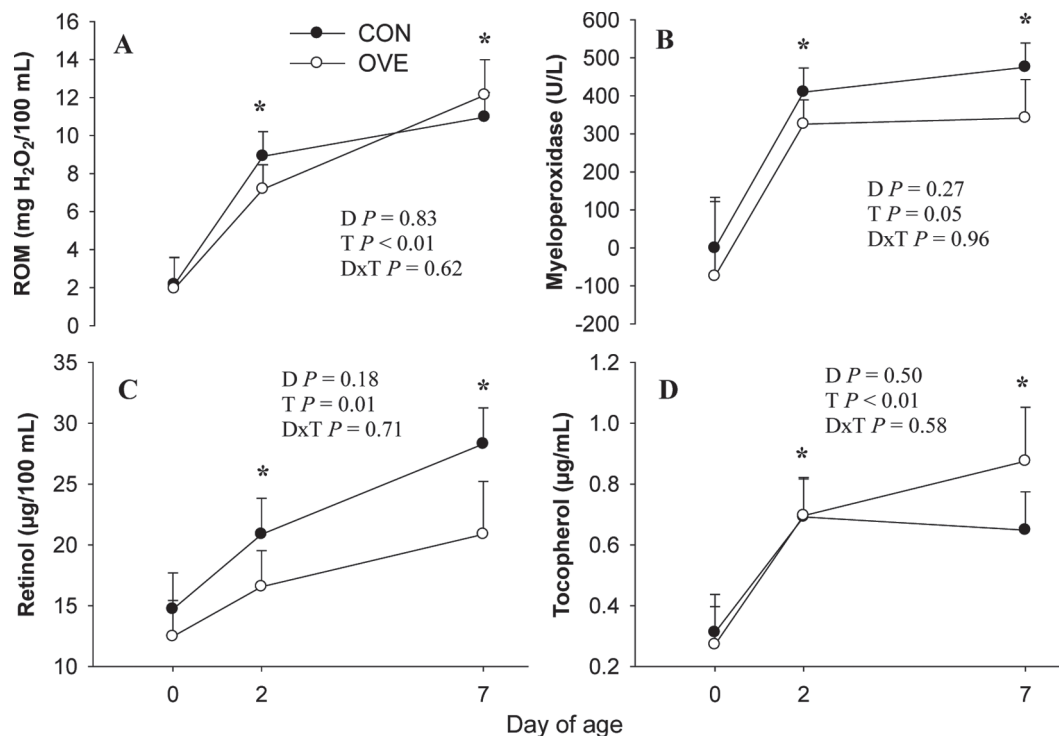 A
CON
OVE
*
*
16
14
12
10
8
6
4
2
0
ROM (mg H₂O₂/100 mL)
D P = 0.83
T P < 0.01
DxT P = 0.62
B
*
*
600
500
400
300
200
100
0
-100
-200
Myeloperoxidase (U/L)
D P = 0.27
T P = 0.05
DxT P = 0.96
C
*
*
35
30
25
20
15
10
Retinol (µg/100 mL)
D P = 0.18
T P = 0.01
DxT P = 0.71
0
2
7
D
*
*
1.2
1.0
0.8
0.6
0.4
0.2
Tocopherol (µg/mL)
D P = 0.50
T P < 0.01
DxT P = 0.58
0
2
7
Day of age